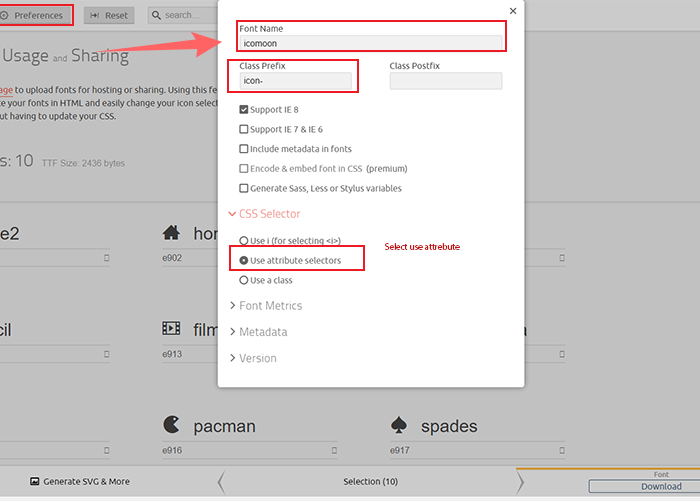 Preferences
Reset
search...
Usage and Sharing
age to upload fonts for hosting or sharing. Using this fe
e your fonts in HTML and easily change your icon select
ut having to update your CSS.
s: 10 TTF Size: 2436 bytes
e2
hom
e902
cil
film
e913
pacman
e916
spades
e917
Font Name
icomoon
Class Prefix
Class Postfix
icon-
Support IE 8
Support IE 7 & IE 6
Include metadata in fonts
Encode & embed font in CSS (premium)
Generate Sass, Less or Stylus variables
CSS Selector
Use i (for selecting <i>)
Use attribute selectors
Select use attrebute
Use a class
Font Metrics
Metadata
Version
Generate SVG & More
Selection (10)
Font
Download